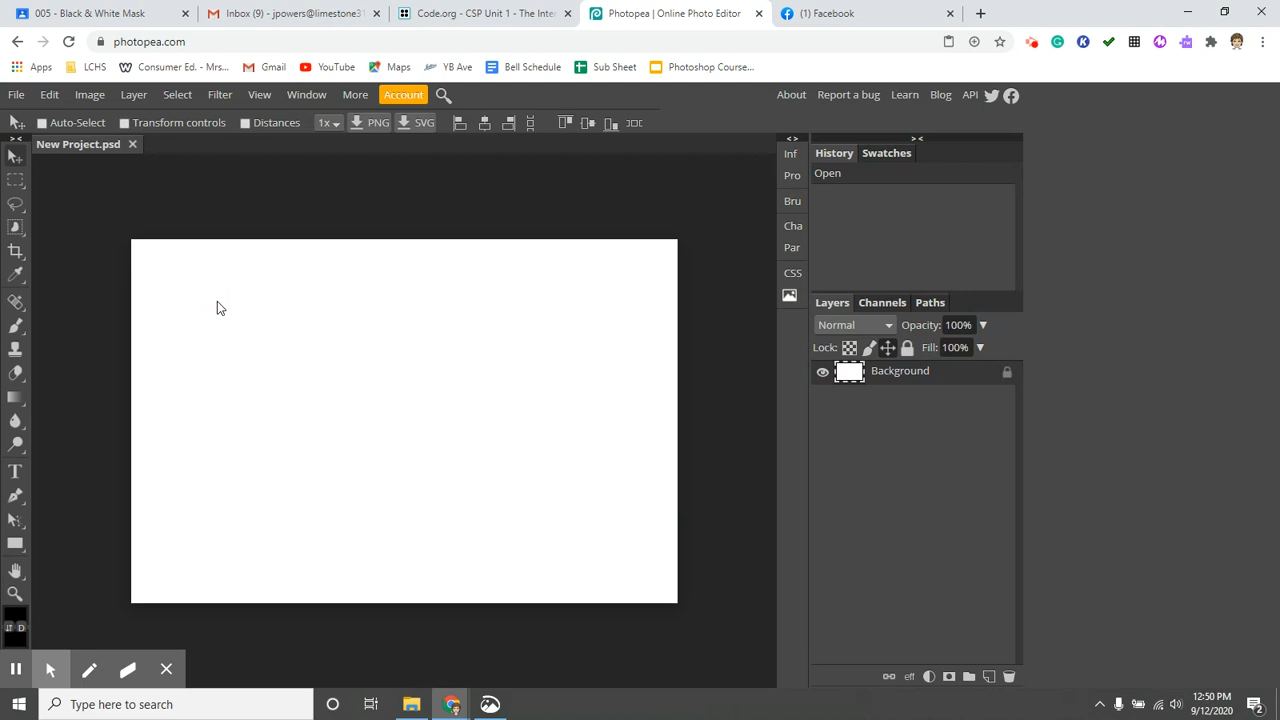 005 - Black & White Mask
Inbox (9) - jpowers@limestone31
Code.org - CSP Unit 1 - The Inter
Photopea | Online Photo Editor
(1) Facebook
photopea.com
Apps
LCHS
Consumer Ed. - Mrs...
Gmail
YouTube
Maps
YB Ave
Bell Schedule
Sub Sheet
Photoshop Course...
File Edit Image Layer Select Filter View Window More Account
About Report a bug Learn Blog API
Auto-Select Transform controls Distances 1x PNG SVG
New Project.psd
Inf
Pro
Bru
Cha
Par
CSS
History Swatches
Open
Layers Channels Paths
Normal Opacity: 100%
Lock: Fill: 100%
Background
eff
T
D
Type here to search
12:50 PM
9/12/2020
2